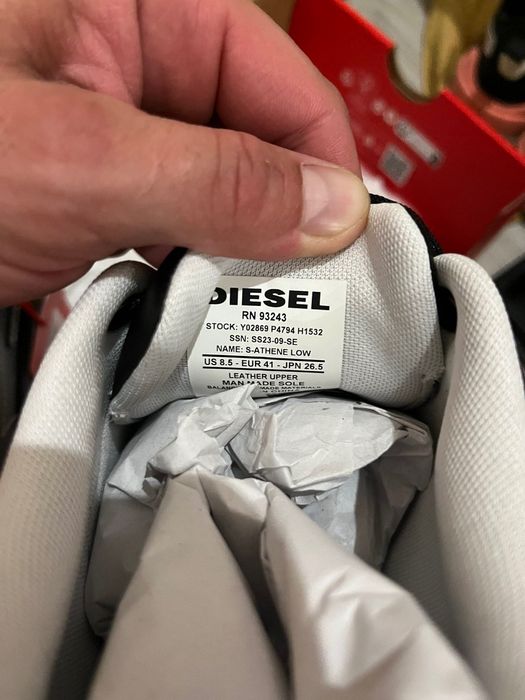 DIESEL
RN 93243
STOCK: Y02869 P4794 H1532
SSN: SS23-09-SE
NAME: S-ATHENE LOW
US 8.5 - EUR 41 - JPN 26.5
LEATHER UPPER
MAN MADE SOLE